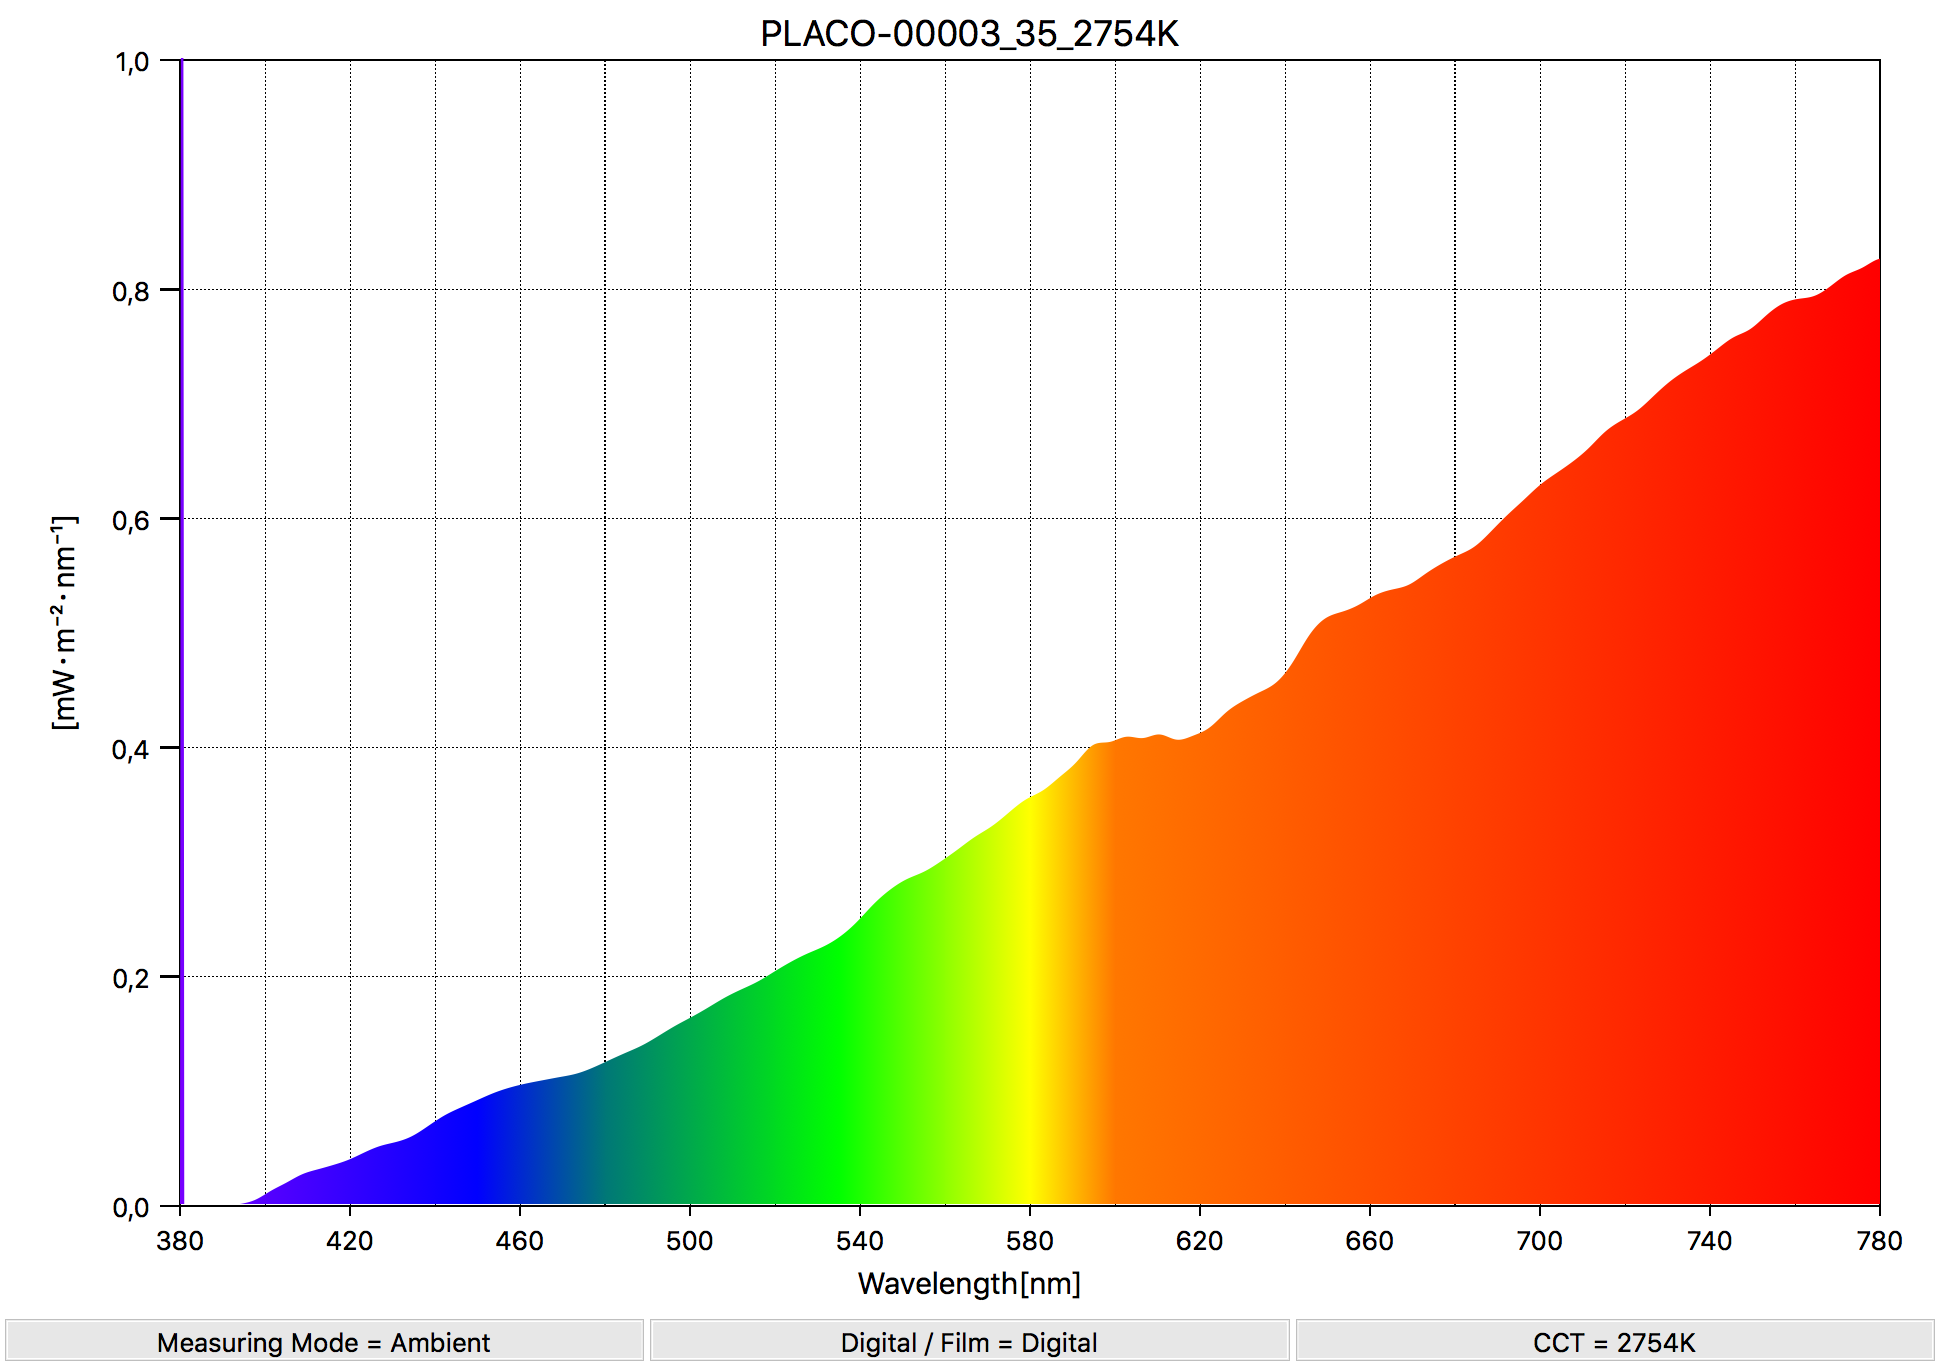 PLACO-00003_35_2754K
1,0
0,8
0,6
0,4
0,2
0,0
[mW·m⁻²·nm⁻¹]
380 420 460 500 540 580 620 660 700 740 780
Wavelength[nm]
Measuring Mode = Ambient
Digital / Film = Digital
CCT = 2754K